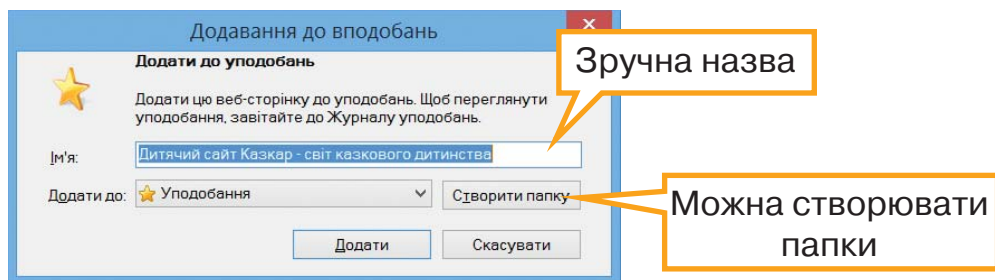 Додавання до вподобань
x
Додати до уподобань
Зручна назва
Додати цю веб-сторінку до уподобань. Щоб переглянути
уподобання, завітайте до Журналу уподобань.
Ім'я:
Дитячий сайт Казкар - світ казкового дитинства
Додати до:
Уподобання
Створити папку
Можна створювати
папки
Додати
Скасувати